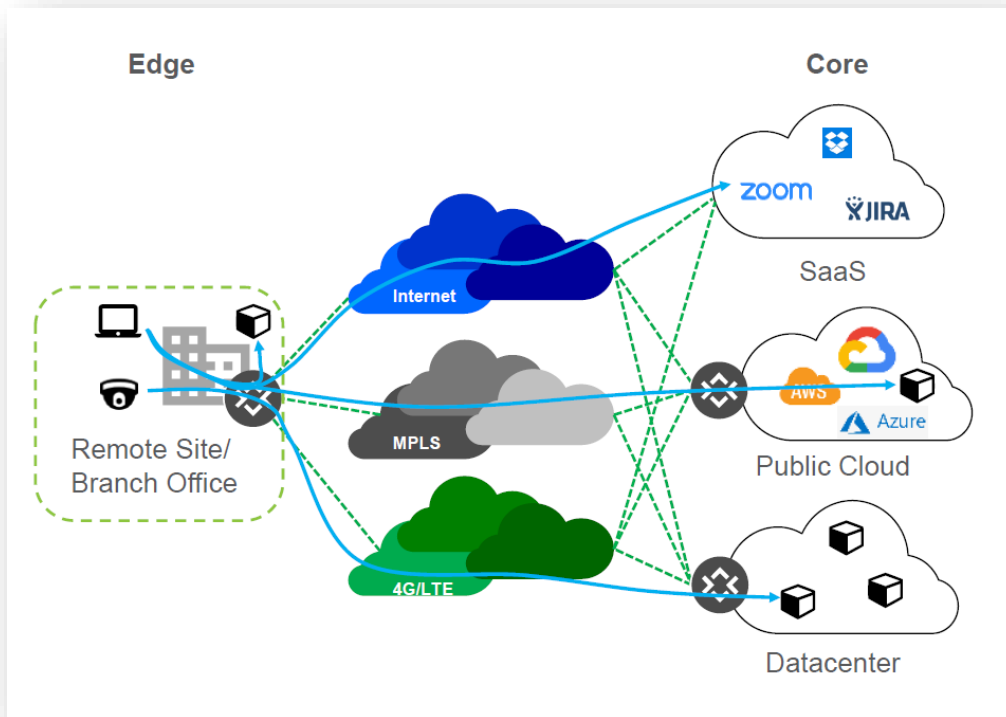 Edge
Core
zoom
JIRA
SaaS
Internet
AWS
Azure
MPLS
Public Cloud
Remote Site/
Branch Office
4G/LTE
Datacenter